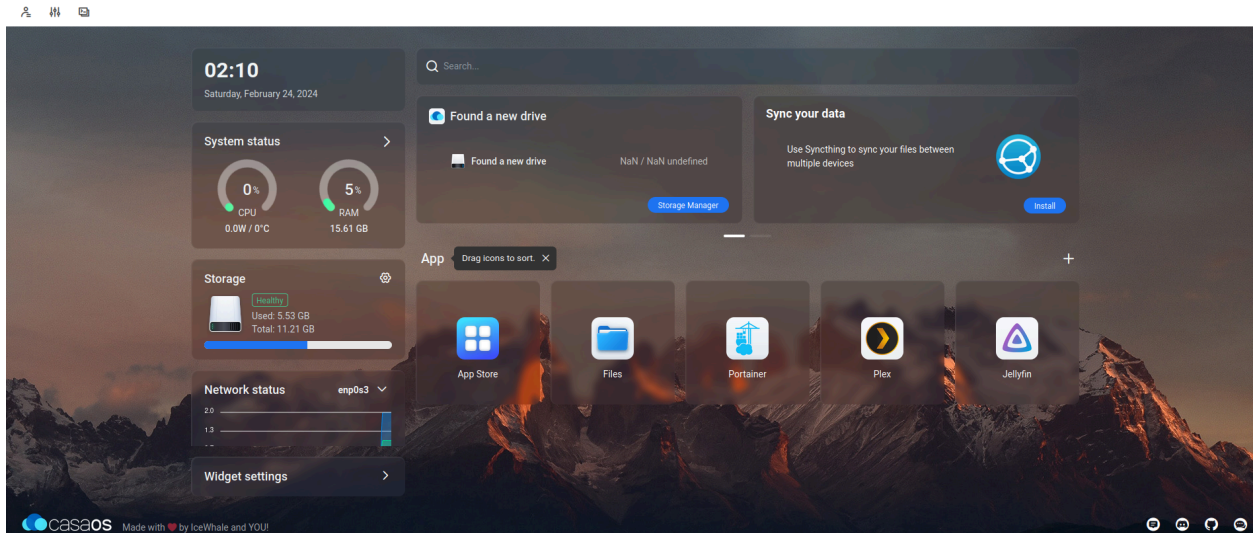 02:10
Saturday, February 24, 2024
Search...
Found a new drive
Found a new drive
NaN / NaN undefined
Storage Manager
Sync your data
Use Syncthing to sync your files between
multiple devices
Install
System status
0%
CPU
0.0W / 0°C
5%
RAM
15.61 GB
Storage
Healthy
Used: 5.53 GB
Total: 11.21 GB
Network status
enp0s3
2.0
1.3
Widget settings
App
Drag icons to sort.
App Store
Files
Portainer
Plex
Jellyfin
casaos
Made with ❤ by IceWhale and YOU!